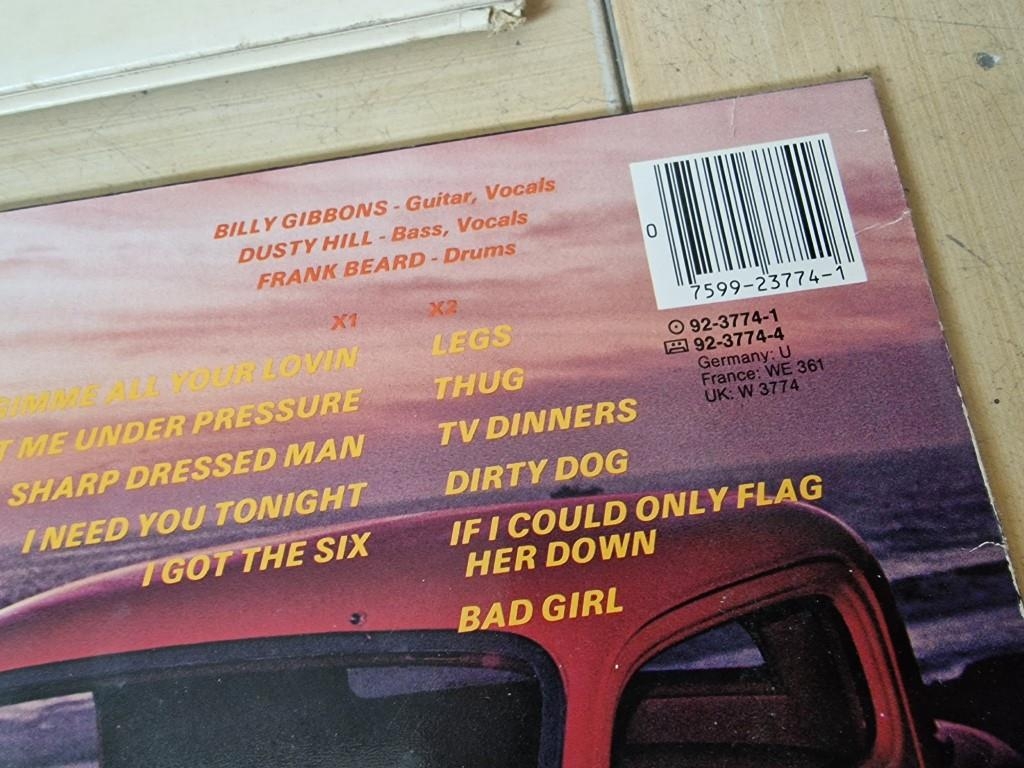 BILLY GIBBONS - Guitar, Vocals
DUSTY HILL - Bass, Vocals
FRANK BEARD - Drums
X1
GIMME ALL YOUR LOVIN
T ME UNDER PRESSURE
SHARP DRESSED MAN
I NEED YOU TONIGHT
I GOT THE SIX
X2
LEGS
THUG
TV DINNERS
DIRTY DOG
IF I COULD ONLY FLAG
HER DOWN
BAD GIRL
0
7599-23774-1
92-3774-1
92-3774-4
Germany: U
France: WE 361
UK: W 3774